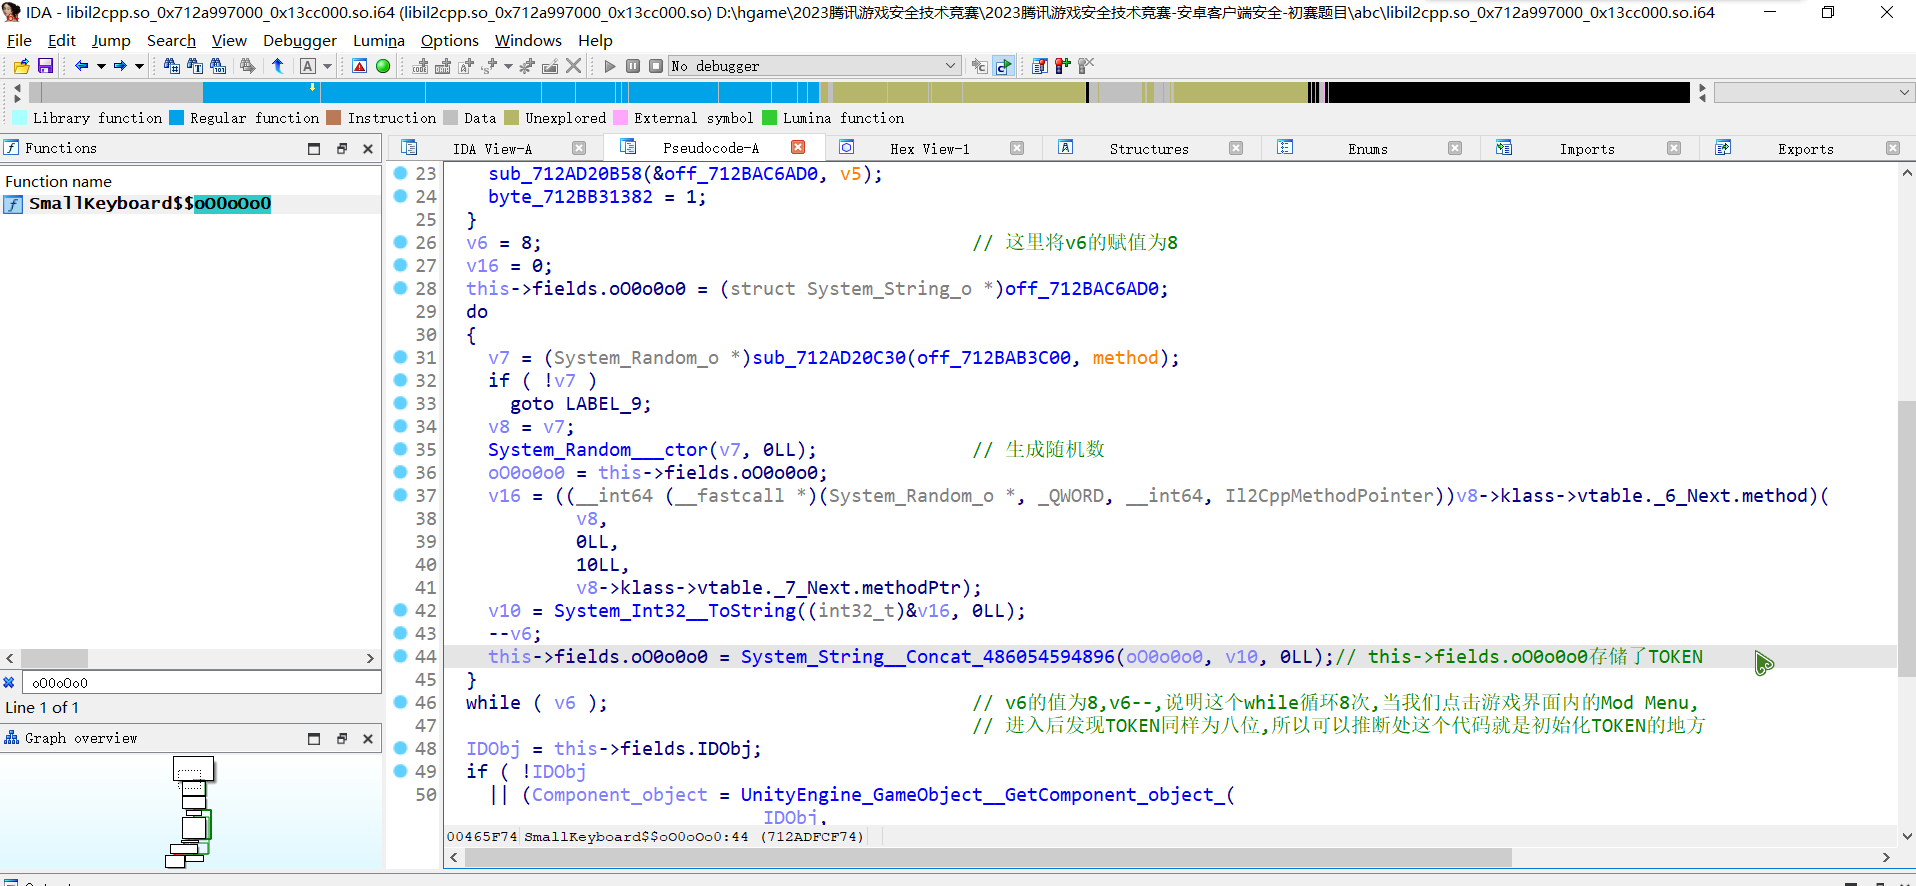 IDA - libil2cpp.so_0x712a997000_0x13cc000.so.i64 (libil2cpp.so_0x712a997000_0x13cc000.so) D:\hgame\2023腾讯游戏安全技术竞赛\2023腾讯游戏安全技术竞赛-安卓客户端安全-初赛题目\abc\libil2cpp.so_0x712a997000_0x13cc000.so.i64
File Edit Jump Search View Debugger Lumina Options Windows Help
No debugger
Library function Regular function Instruction Data Unexplored External symbol Lumina function
Functions
IDA View-A Pseudocode-A Hex View-1 Structures Enums Imports Exports
Function name
SmallKeyboard$$oO0oOo0
23 sub_712AD20B58(&off_712BAC6AD0, v5);
24 byte_712BB31382 = 1;
25 }
26 v6 = 8; // 这里将v6的赋值为8
27 v16 = 0;
28 this->fields.oO0o0o0 = (struct System_String_o *)off_712BAC6AD0;
29 do
30 {
31 v7 = (System_Random_o *)sub_712AD20C30(off_712BAB3C00, method);
32 if ( !v7 )
33 goto LABEL_9;
34 v8 = v7;
35 System_Random___ctor(v7, 0LL); // 生成随机数
36 oO0o0o0 = this->fields.oO0o0o0;
37 v16 = ((__int64 (__fastcall *)(System_Random_o *, _QWORD, __int64, Il2CppMethodPointer))v8->klass->vtable._6_Next.method)(
38 v8,
39 0LL,
40 10LL,
41 v8->klass->vtable._7_Next.methodPtr);
42 v10 = System_Int32__ToString((int32_t)&v16, 0LL);
43 --v6;
44 this->fields.oO0o0o0 = System_String__Concat_486054594896(oO0o0o0, v10, 0LL);// this->fields.oO0o0o0存储了TOKEN
45 }
46 while ( v6 ); // v6的值为8,v6--,说明这个while循环8次,当我们点击游戏界面内的Mod Menu,
47 // 进入后发现TOKEN同样为八位,所以可以推断处这个代码就是初始化TOKEN的地方
48 IDObj = this->fields.IDObj;
49 if ( !IDObj
50 || (Component_object = UnityEngine_GameObject__GetComponent_object_(
IDObj,
oO0oOo0
Line 1 of 1
Graph overview
00465F74 SmallKeyboard$$oO0oOo0:44 (712ADFCF74)